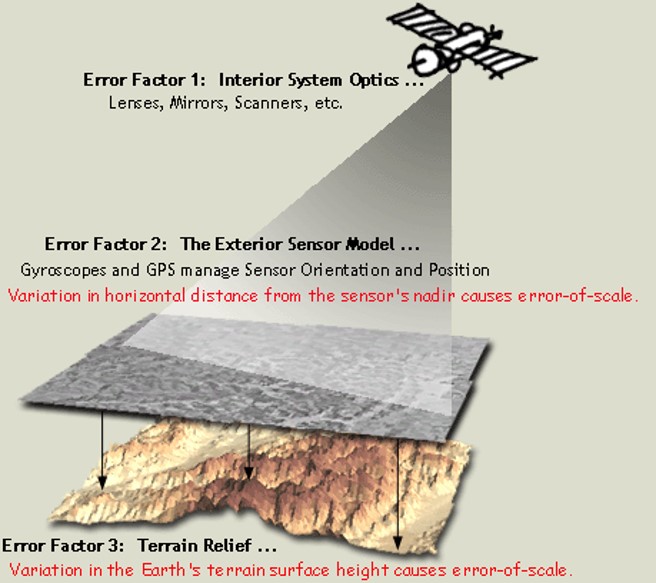 Error Factor 1: Interior System Optics ...
Lenses, Mirrors, Scanners, etc.
Error Factor 2: The Exterior Sensor Model ...
Gyroscopes and GPS manage Sensor Orientation and Position
Variation in horizontal distance from the sensor's nadir causes error-of-scale.
Error Factor 3: Terrain Relief ...
Variation in the Earth's terrain surface height causes error-of-scale.